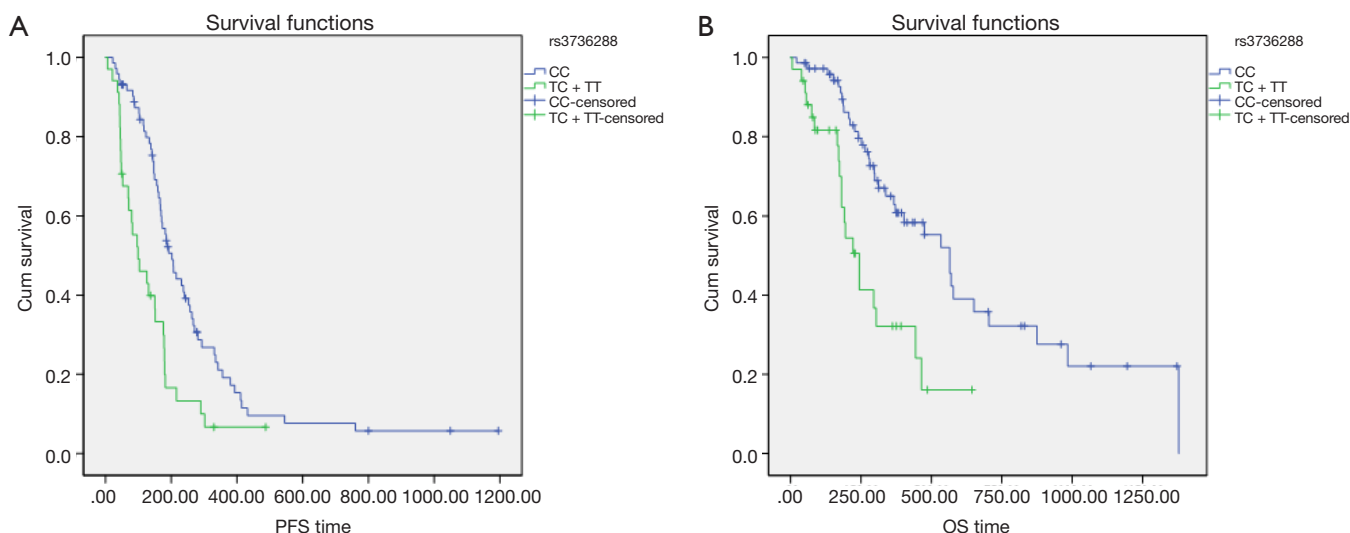 A
Survival functions
rs3736288
CC
TC + TT
CC-censored
TC + TT-censored
Cum survival
1.0
0.8
0.6
0.4
0.2
0.0
.00 200.00 400.00 600.00 800.00 1000.00 1200.00
PFS time
B
Survival functions
rs3736288
CC
TC + TT
CC-censored
TC + TT-censored
Cum survival
1.0
0.8
0.6
0.4
0.2
0.0
.00 250.00 500.00 750.00 1000.00 1250.00
OS time